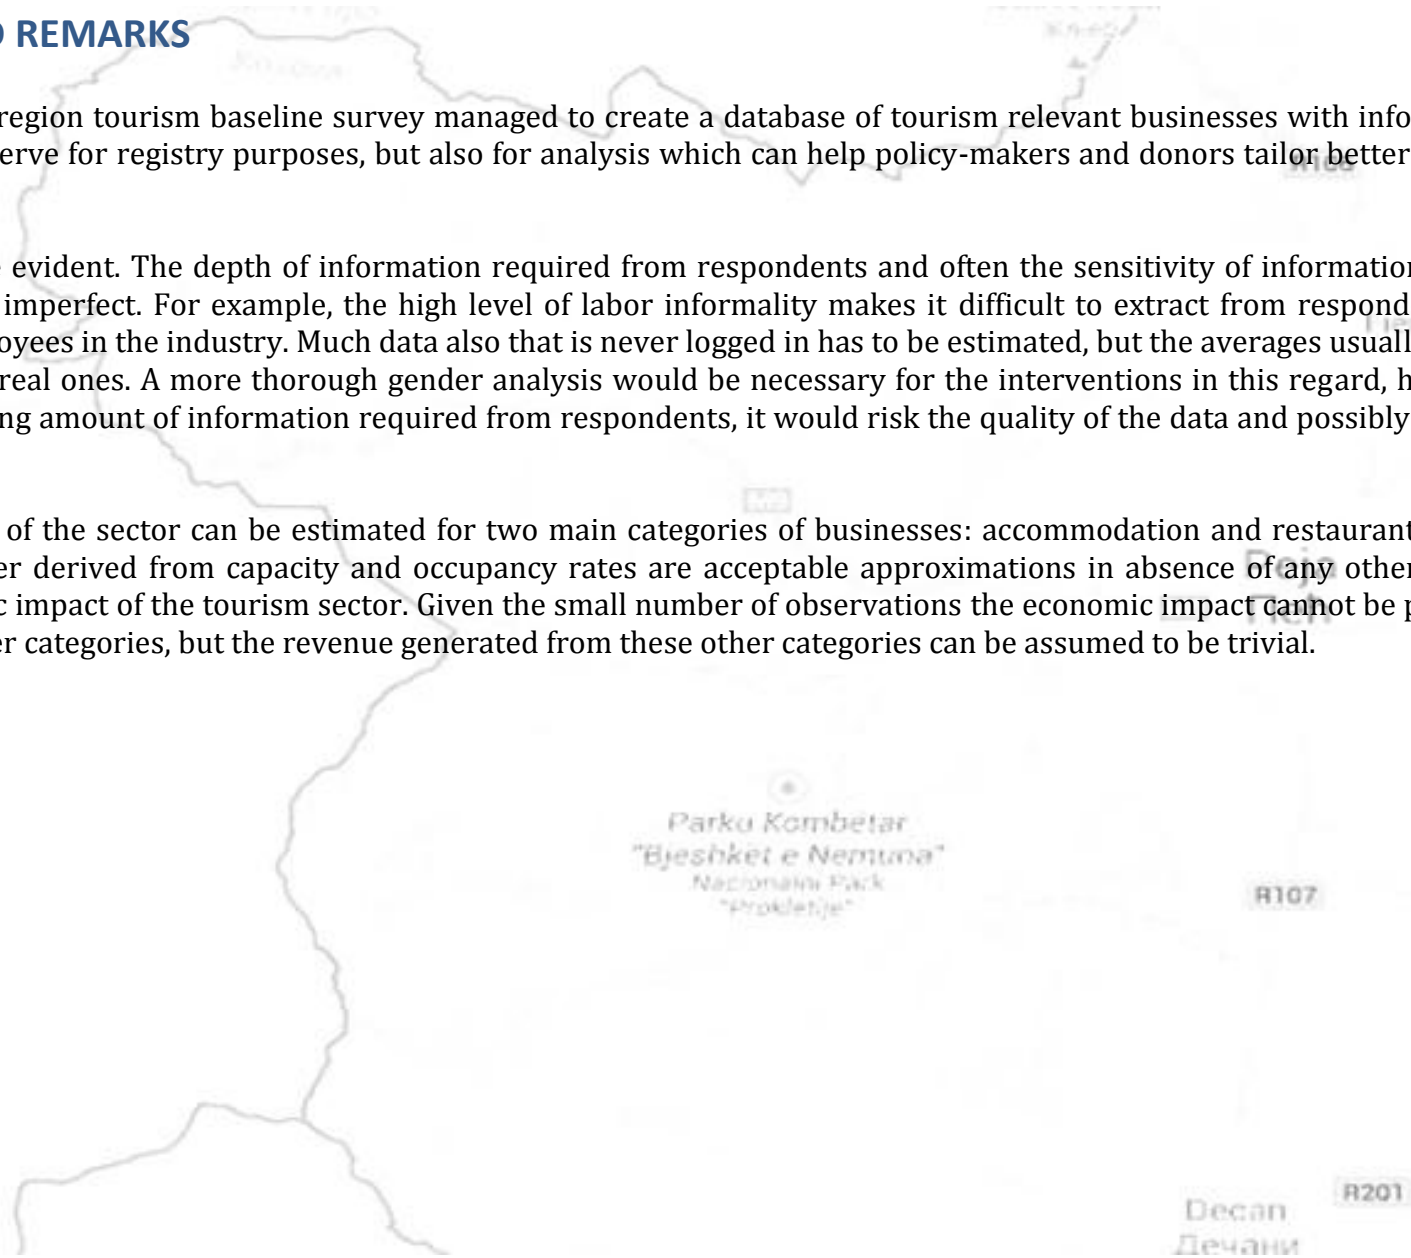 REMARKS
region tourism baseline survey managed to create a database of tourism relevant businesses with info
erve for registry purposes, but also for analysis which can help policy-makers and donors tailor better
evident. The depth of information required from respondents and often the sensitivity of information
imperfect. For example, the high level of labor informality makes it difficult to extract from respond
oyees in the industry. Much data also that is never logged in has to be estimated, but the averages usuall
real ones. A more thorough gender analysis would be necessary for the interventions in this regard, h
ng amount of information required from respondents, it would risk the quality of the data and possibly
of the sector can be estimated for two main categories of businesses: accommodation and restaurant
er derived from capacity and occupancy rates are acceptable approximations in absence of any other
c impact of the tourism sector. Given the small number of observations the economic impact cannot be p
er categories, but the revenue generated from these other categories can be assumed to be trivial.
Parku Kombetar
"Bjeshket e Nemuna"
Nacionalni Park
"Prokletije"
R107
R201
Decan
Дечани